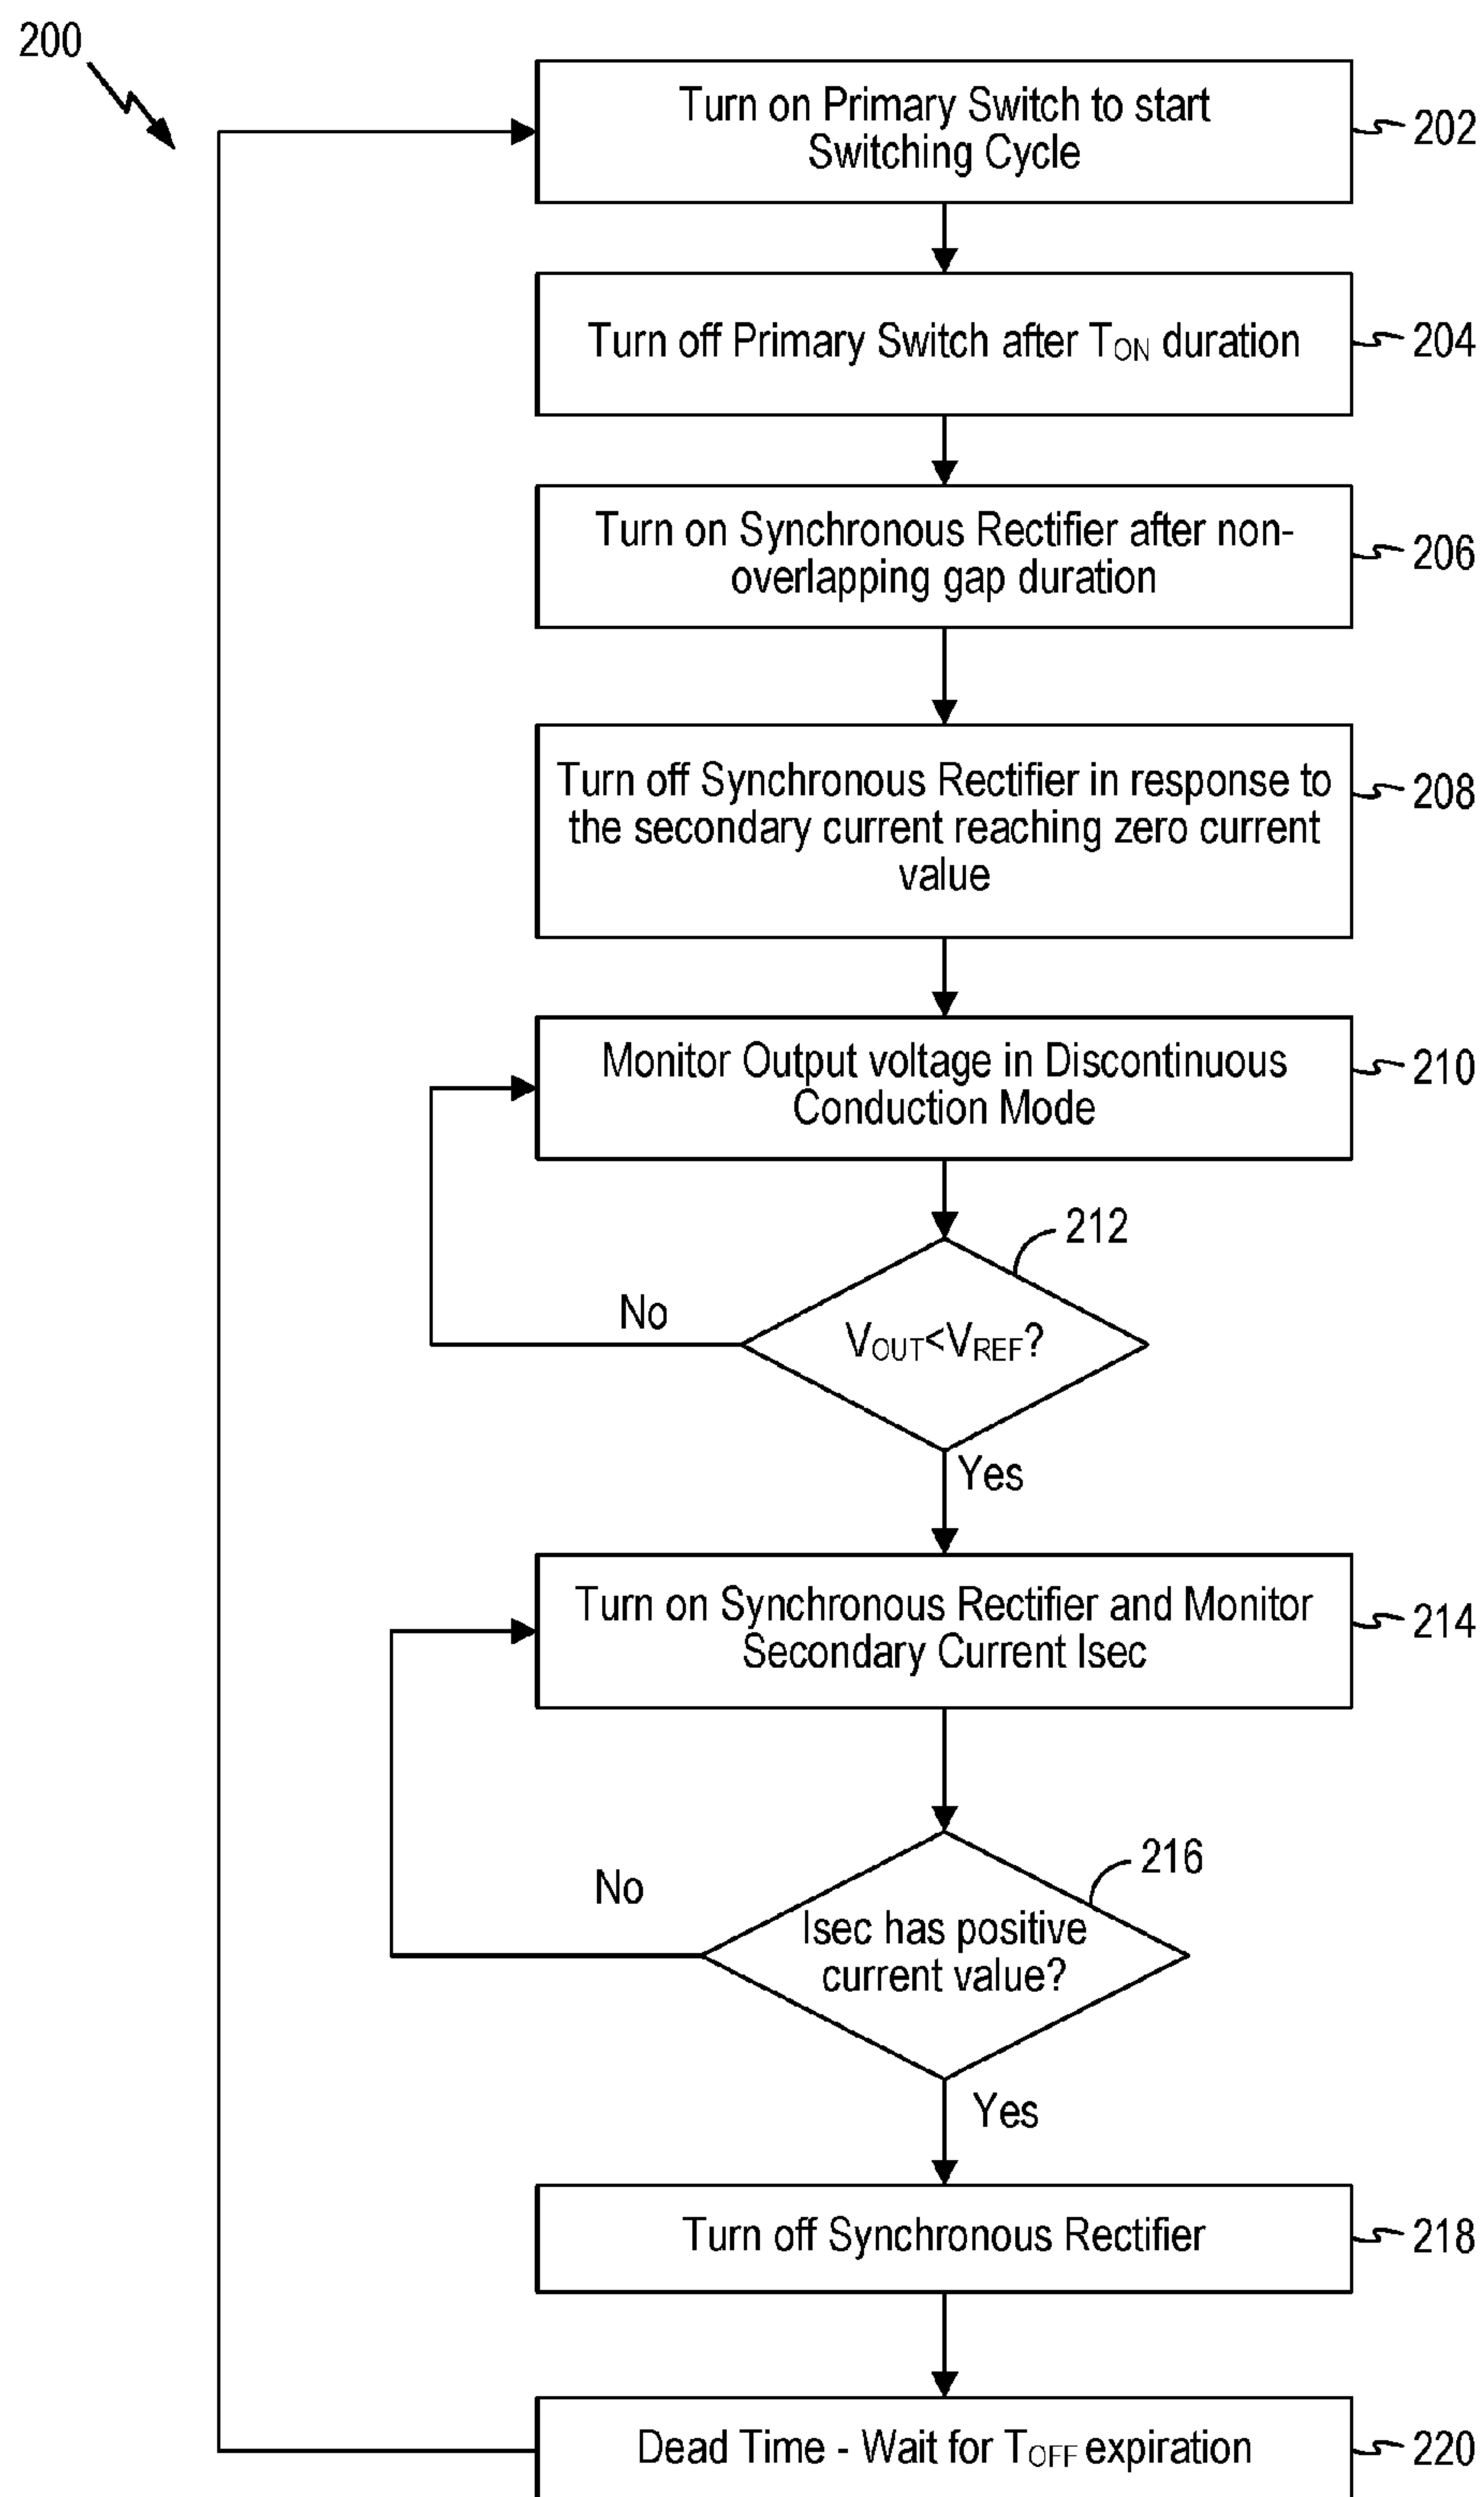 200
Turn on Primary Switch to start
Switching Cycle
202
Turn off Primary Switch after TON duration
204
Turn on Synchronous Rectifier after non-
overlapping gap duration
206
Turn off Synchronous Rectifier in response to
the secondary current reaching zero current
value
208
Monitor Output voltage in Discontinuous
Conduction Mode
210
212
No
VOUT<VREF?
Yes
Turn on Synchronous Rectifier and Monitor
Secondary Current Isec
214
216
No
Isec has positive
current value?
Yes
Turn off Synchronous Rectifier
218
Dead Time - Wait for TOFF expiration
220